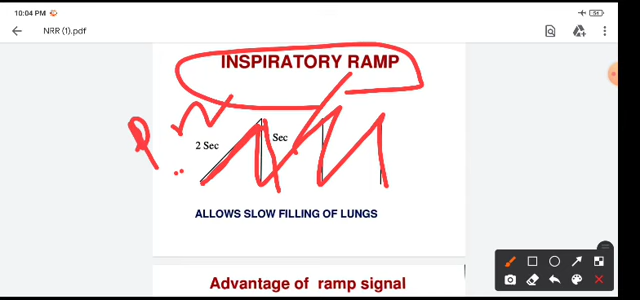 10:04 PM
NRR (1).pdf
INSPIRATORY RAMP
2 Sec
Sec
ALLOWS SLOW FILLING OF LUNGS
Advantage of ramp signal